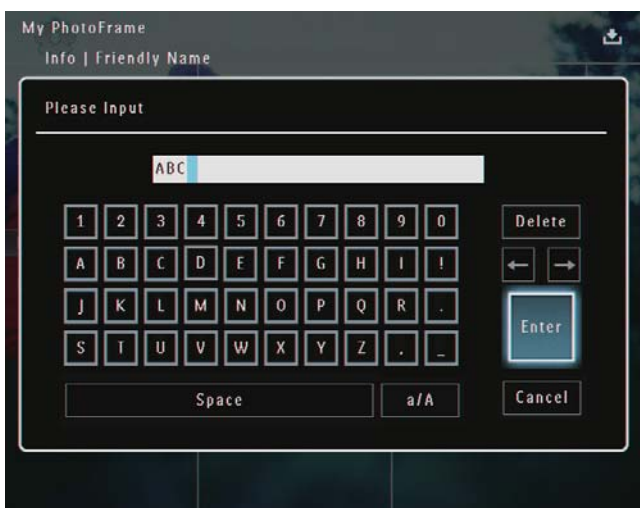 My PhotoFrame
Info | Friendly Name
Please Input
ABC
1 2 3 4 5 6 7 8 9 0 Delete
A B C D E F G H I ! ← →
J K L M N O P Q R . Enter
S T U V W X Y Z , _
Space a/A Cancel